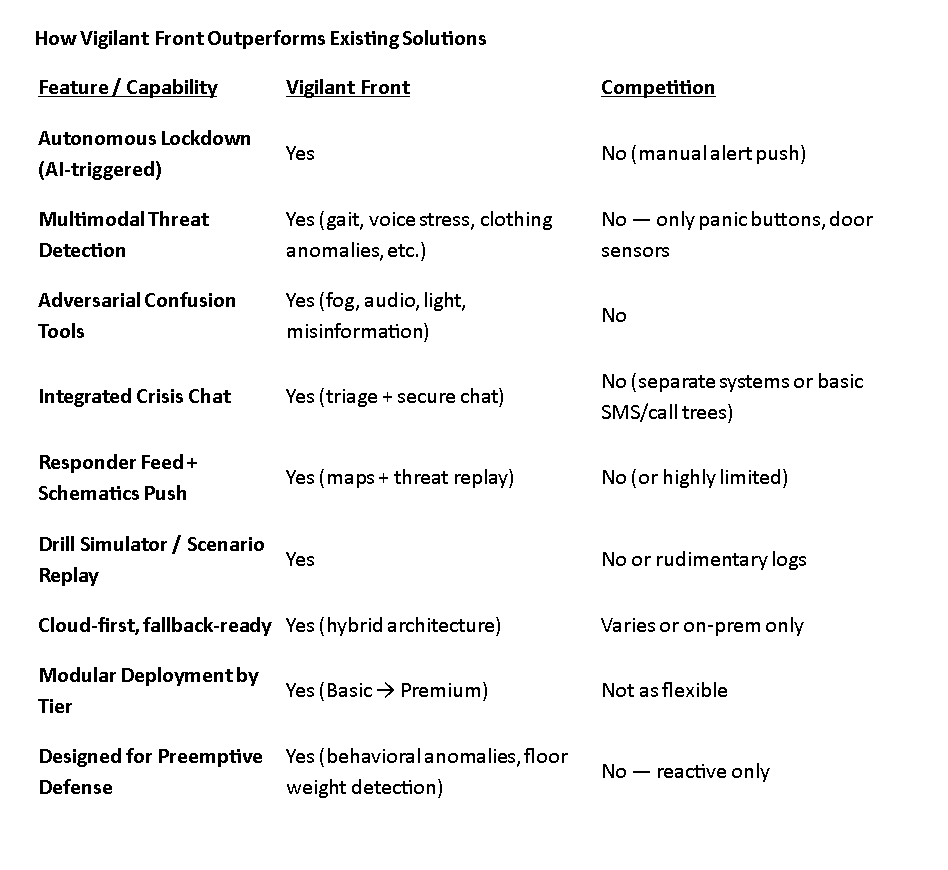 How Vigilant Front Outperforms Existing Solutions
Feature / Capability Vigilant Front Competition
Autonomous Lockdown
(AI-triggered)
Yes
No (manual alert push)
Multimodal Threat
Detection
Yes (gait, voice stress, clothing
anomalies, etc.)
No — only panic buttons, door
sensors
Adversarial Confusion
Tools
Yes (fog, audio, light,
misinformation)
No
Integrated Crisis Chat
Yes (triage + secure chat)
No (separate systems or basic
SMS/call trees)
Responder Feed +
Schematics Push
Yes (maps + threat replay)
No (or highly limited)
Drill Simulator / Scenario
Replay
Yes
No or rudimentary logs
Cloud-first, fallback-ready
Yes (hybrid architecture)
Varies or on-prem only
Modular Deployment by
Tier
Yes (Basic → Premium)
Not as flexible
Designed for Preemptive
Defense
Yes (behavioral anomalies, floor
weight detection)
No — reactive only